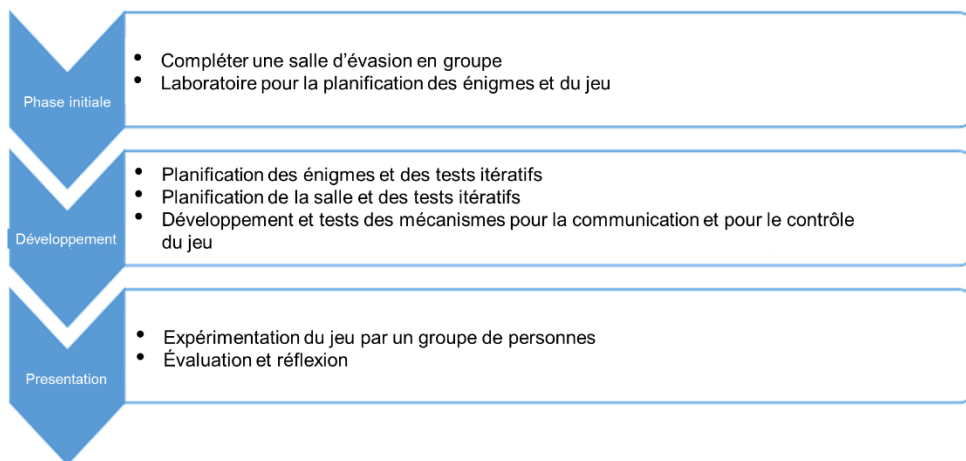 Phase initiale
• Compléter une salle d'évasion en groupe
• Laboratoire pour la planification des énigmes et du jeu
Développement
• Planification des énigmes et des tests itératifs
• Planification de la salle et des tests itératifs
• Développement et tests des mécanismes pour la communication et pour le contrôle
du jeu
Presentation
• Expérimentation du jeu par un groupe de personnes
• Évaluation et réflexion